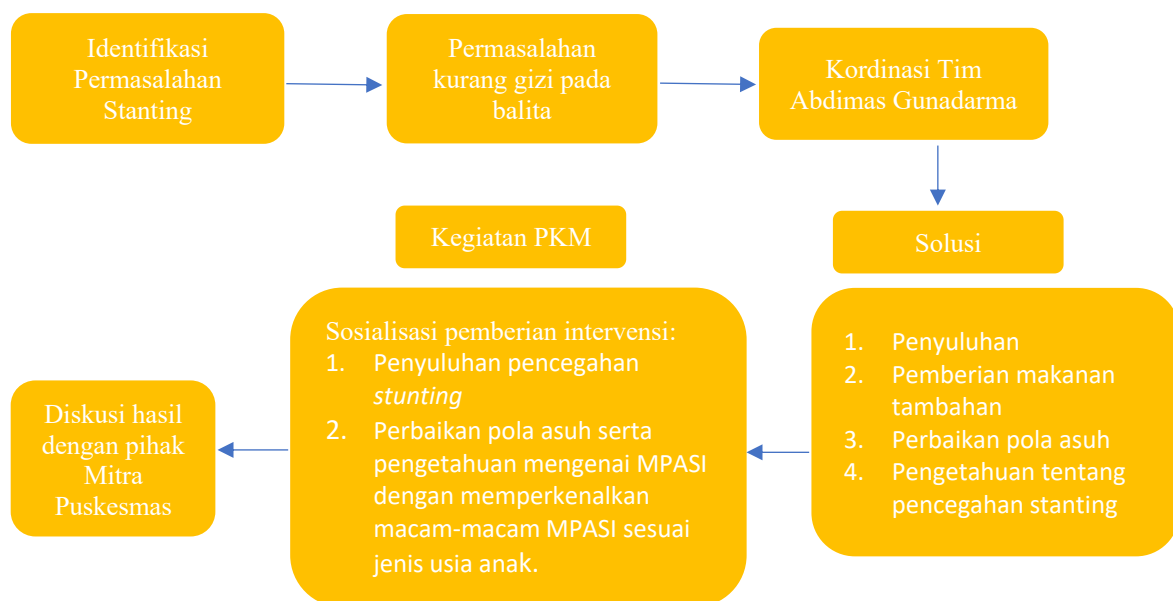 Identifikasi
Permasalahan
Stanting
Permasalahan
kurang gizi pada
balita
Kordinasi Tim
Abdimas Gunadarma
Solusi
1. Penyuluhan
2. Pemberian makanan
tambahan
3. Perbaikan pola asuh
4. Pengetahuan tentang
pencegahan stanting
Kegiatan PKM
Sosialisasi pemberian intervensi:
1. Penyuluhan pencegahan
stunting
2. Perbaikan pola asuh serta
pengetahuan mengenai MPASI
dengan memperkenalkan
macam-macam MPASI sesuai
jenis usia anak.
Diskusi hasil
dengan pihak
Mitra
Puskesmas